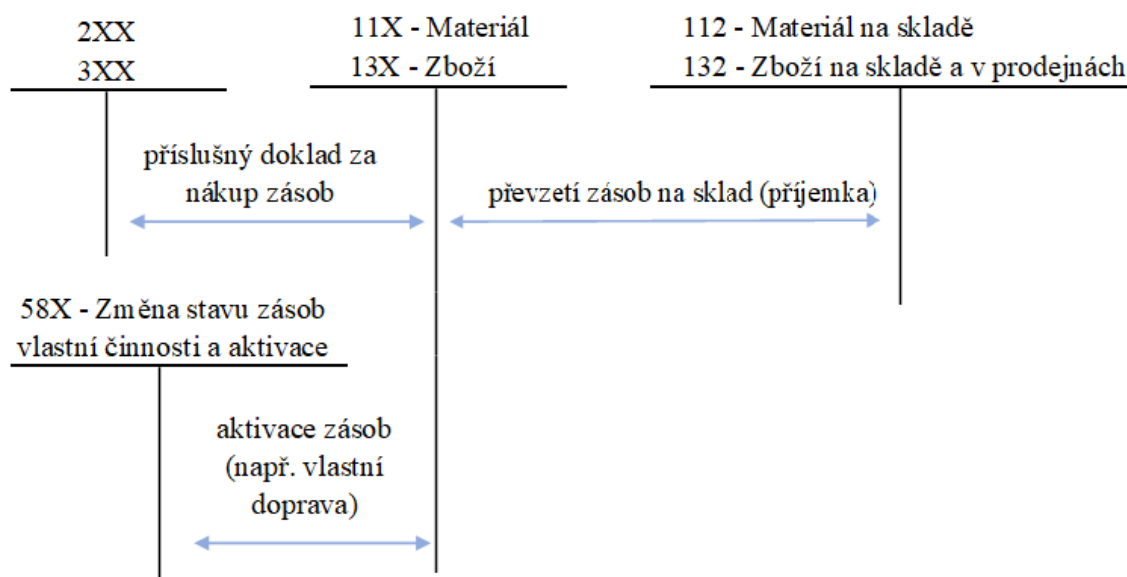 2XX
3XX
11X - Materiál
13X - Zboží
112 - Materiál na skladě
132 - Zboží na skladě a v prodejnách
příslušný doklad za
nákup zásob
převzetí zásob na sklad (příjemka)
58X - Změna stavu zásob
vlastní činnosti a aktivace
aktivace zásob
(např. vlastní
doprava)